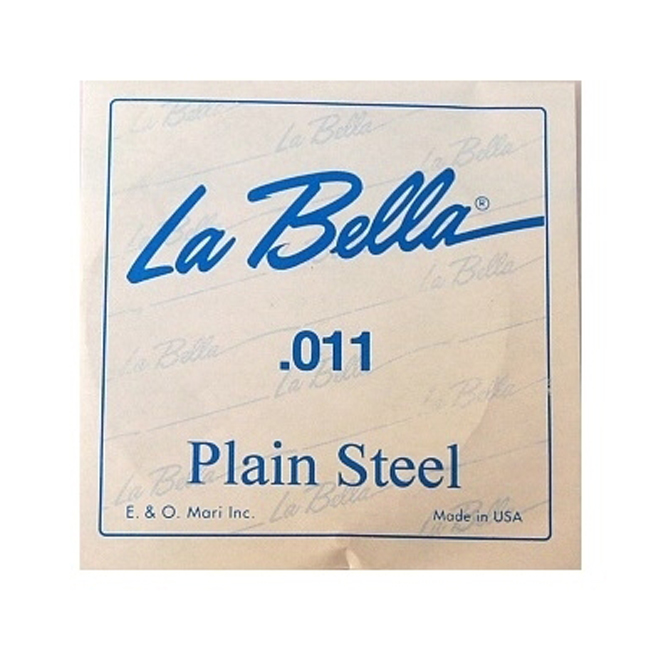 La Bella®
.011
Plain Steel
E. & O. Mari Inc.
Made in USA